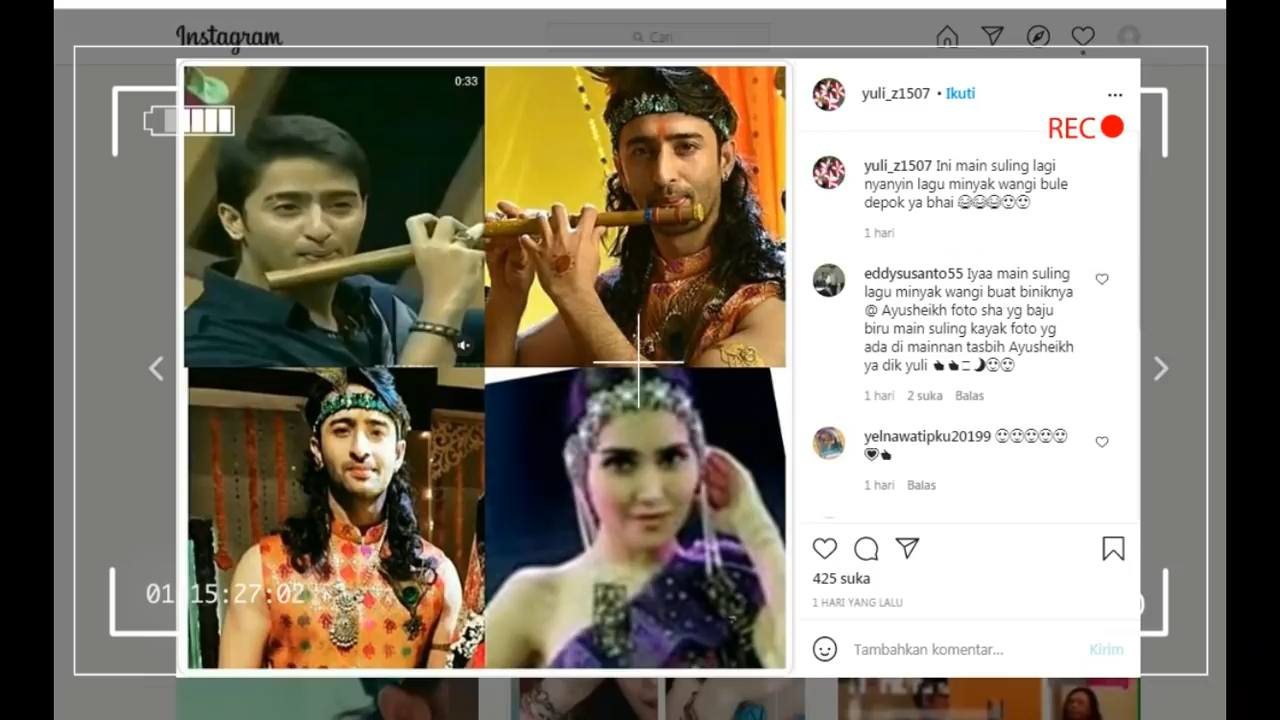 Instagram
Cari
0:33
yuli_z1507 • Ikuti
REC
yuli_z1507 Ini main suling lagi
nyanyin lagu minyak wangi bule
depok ya bhai
1 hari
eddysusanto55 Iyaa main suling
lagu minyak wangi buat biniknya
@ Ayusheikh foto sha yg baju
biru main suling kayak foto yg
ada di mainnan tasbih Ayusheikh
ya dik yuli
1 hari 2 suka Balas
yelnawatipku20199
1 hari Balas
425 suka
1 HARI YANG LALU
01:15:27:02
Tambahkan komentar... Kirim